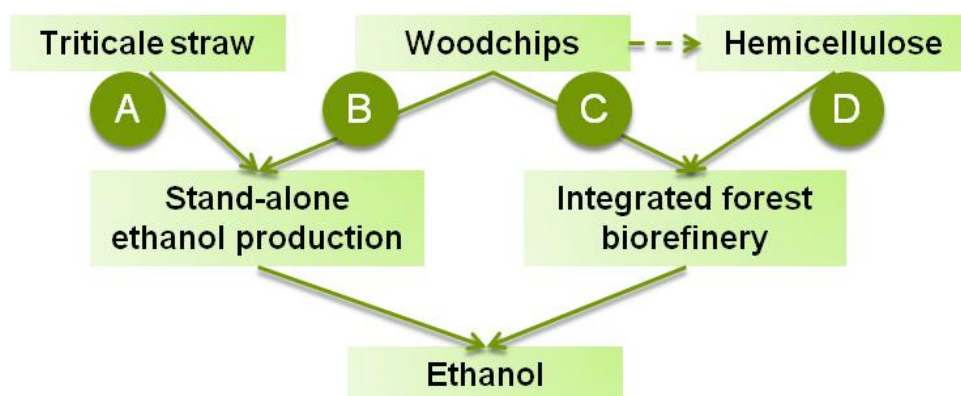 Triticale straw
Woodchips
Hemicellulose
A
B
C
D
Stand-alone
ethanol production
Integrated forest
biorefinery
Ethanol